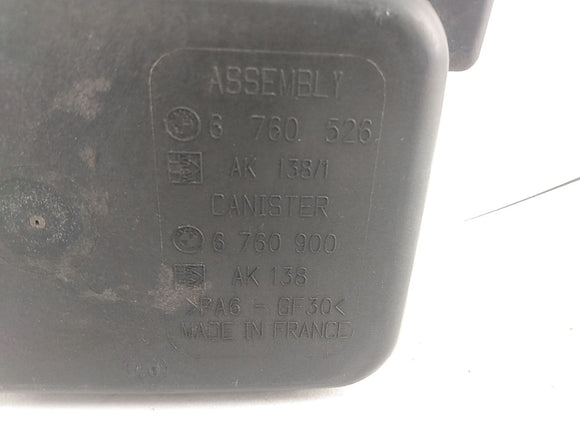 ASSEMBLY
6 760 526
AK 138/1
CANISTER
6 760 900
AK 138
>PA6 - GF30<
MADE IN FRANCE